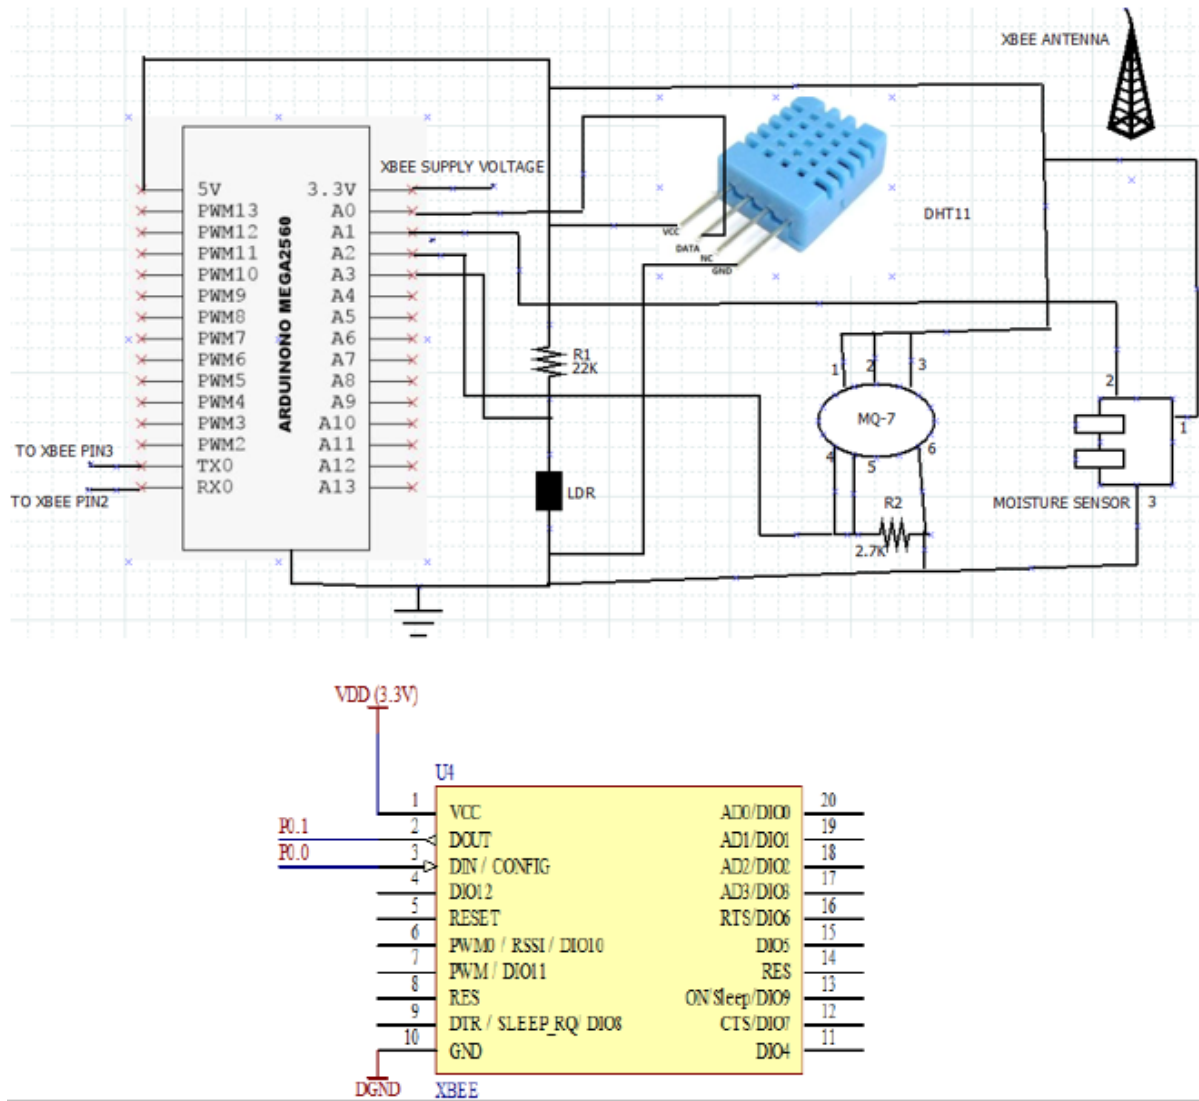 XBEE ANTENNA
XBEE SUPPLY VOLTAGE
5V
PWM13
PWM12
PWM11
PWM10
PWM9
PWM8
PWM7
PWM6
PWM5
PWM4
PWM3
PWM2
TX0
RX0
ARDUINONO MEGA2560
3.3V
A0
A1
A2
A3
A4
A5
A6
A7
A8
A9
A10
A11
A12
A13
TO XBEE PIN3
TO XBEE PIN2
VCC
DATA
NC
GND
DHT11
R1
22K
LDR
1
2
3
MQ-7
4
5
6
R2
2.7K
2
1
3
MOISTURE SENSOR
VDD (3.3V)
U4
P0.1
P0.0
1 VCC
2 DOUT
3 DIN / CONFIG
4 DIO12
5 RESET
6 PWM0 / RSSI / DIO10
7 PWM / DIO11
8 RES
9 DTR / SLEEP_RQ/ DIO8
10 GND
AD0/DIO0 20
AD1/DIO1 19
AD2/DIO2 18
AD3/DIO3 17
RTS/DIO6 16
DIO5 15
RES 14
ON/Sleep/DIO9 13
CTS/DIO7 12
DIO4 11
DGND
XBEE